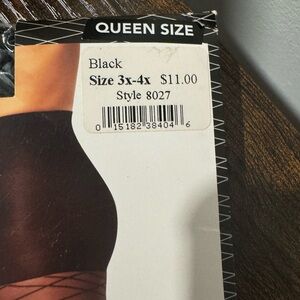 QUEEN SIZE
Black
Size 3x-4x $11.00
Style 8027
0 15182 38404 6